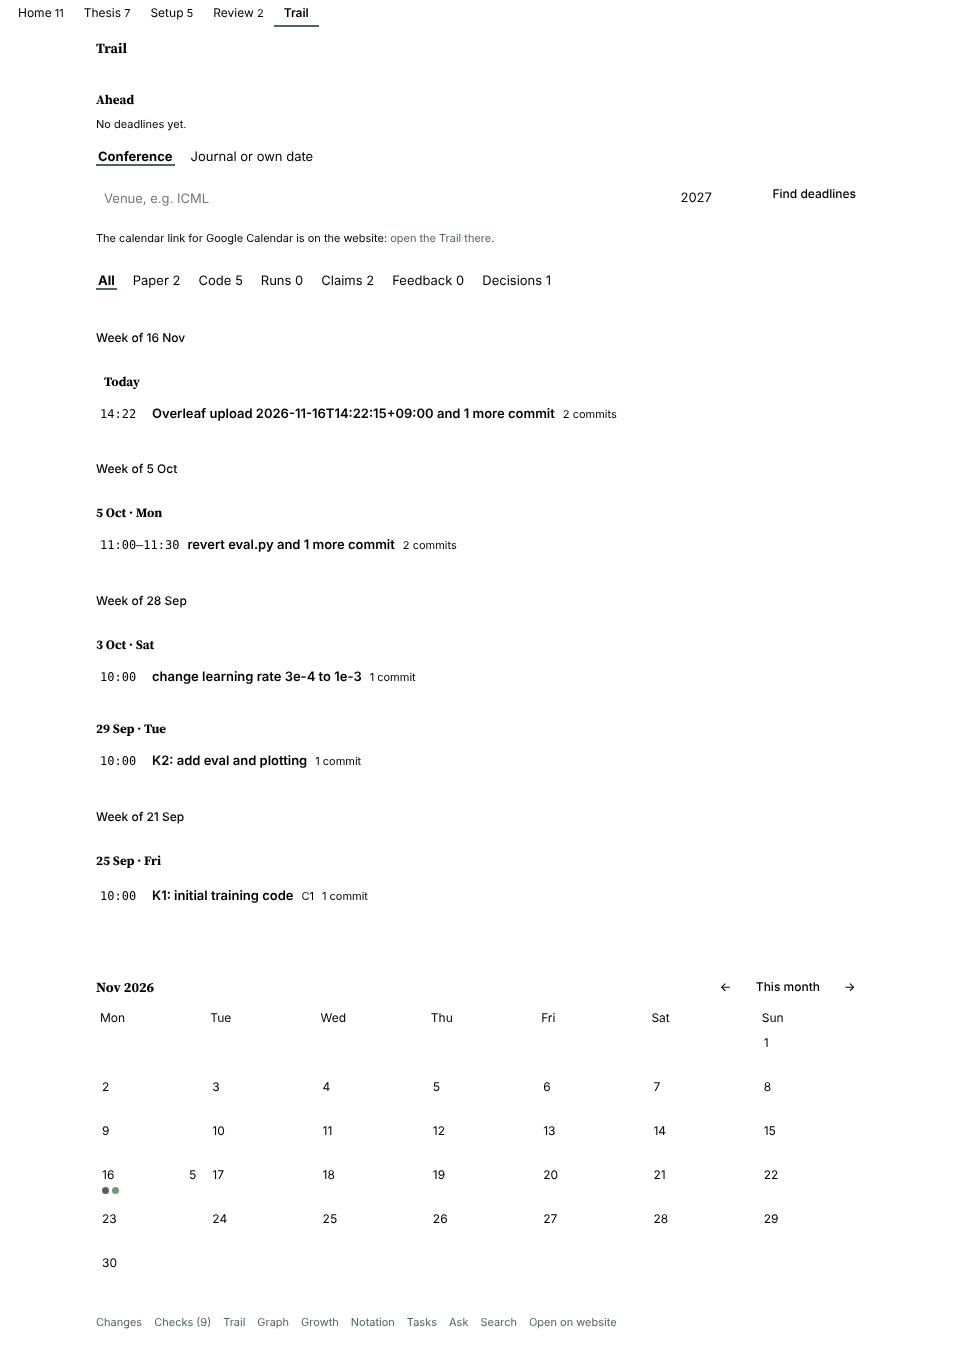 Home 11 Thesis 7 Setup 5 Review 2 Trail
Trail
Ahead
No deadlines yet.
Conference Journal or own date
Venue, e.g. ICML 2027 Find deadlines
The calendar link for Google Calendar is on the website: open the Trail there.
All Paper 2 Code 5 Runs 0 Claims 2 Feedback 0 Decisions 1
Week of 16 Nov
Today
14:22 Overleaf upload 2026-11-16T14:22:15+09:00 and 1 more commit 2 commits
Week of 5 Oct
5 Oct · Mon
11:00–11:30 revert eval.py and 1 more commit 2 commits
Week of 28 Sep
3 Oct · Sat
10:00 change learning rate 3e-4 to 1e-3 1 commit
29 Sep · Tue
10:00 K2: add eval and plotting 1 commit
Week of 21 Sep
25 Sep · Fri
10:00 K1: initial training code C1 1 commit
Nov 2026 ← This month →
Mon Tue Wed Thu Fri Sat Sun
1
2 3 4 5 6 7 8
9 10 11 12 13 14 15
16 5 17 18 19 20 21 22
23 24 25 26 27 28 29
30
Changes Checks (9) Trail Graph Growth Notation Tasks Ask Search Open on website